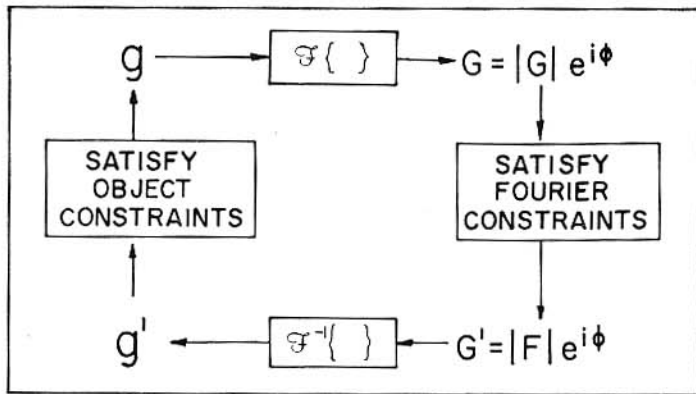 g
ℱ{ }
G = |G| e^{iϕ}
SATISFY
OBJECT
CONSTRAINTS
SATISFY
FOURIER
CONSTRAINTS
g'
ℱ⁻¹{ }
G' = |F| e^{iϕ}